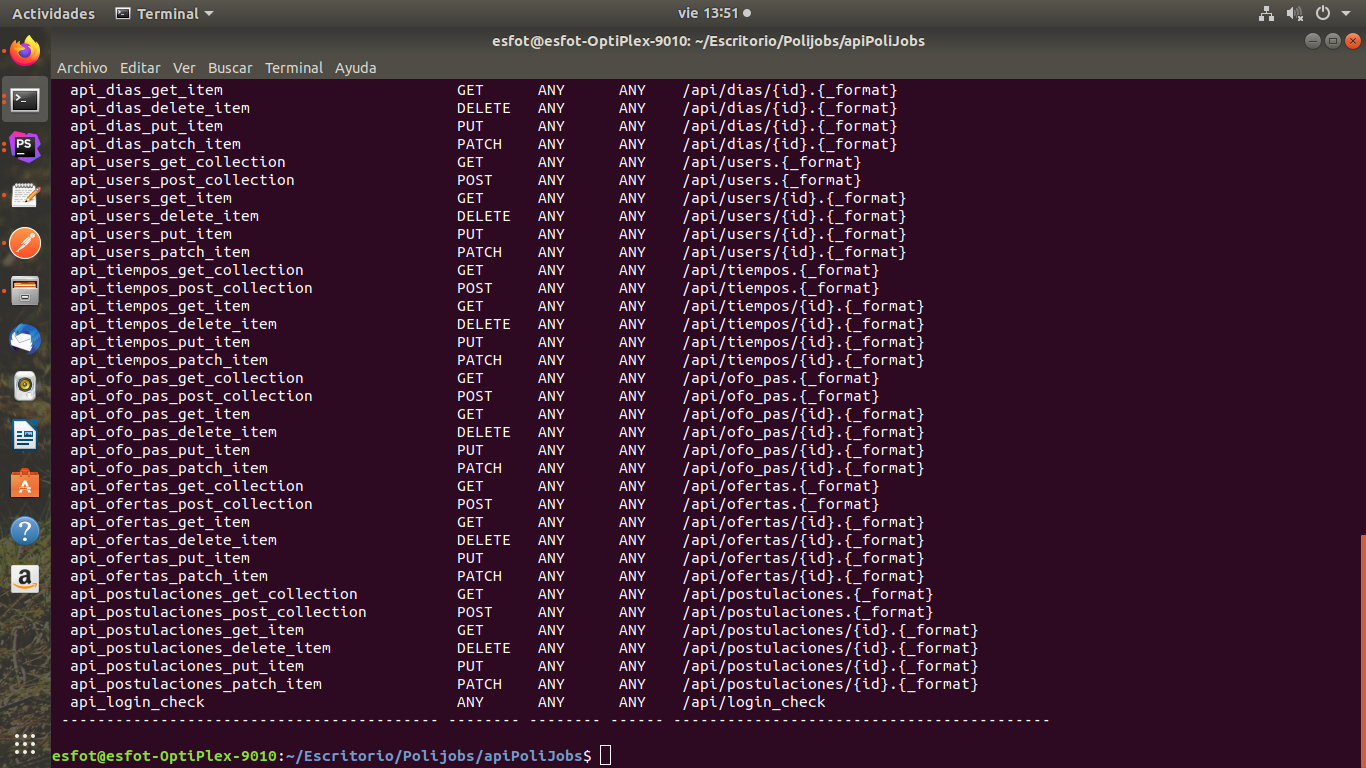 Actividades Terminal vie 13:51
esfot@esfot-OptiPlex-9010: ~/Escritorio/Polijobs/apiPoliJobs
Archivo Editar Ver Buscar Terminal Ayuda
api_dias_get_item GET ANY ANY /api/dias/{id}.{_format}
api_dias_delete_item DELETE ANY ANY /api/dias/{id}.{_format}
api_dias_put_item PUT ANY ANY /api/dias/{id}.{_format}
api_dias_patch_item PATCH ANY ANY /api/dias/{id}.{_format}
api_users_get_collection GET ANY ANY /api/users.{_format}
api_users_post_collection POST ANY ANY /api/users.{_format}
api_users_get_item GET ANY ANY /api/users/{id}.{_format}
api_users_delete_item DELETE ANY ANY /api/users/{id}.{_format}
api_users_put_item PUT ANY ANY /api/users/{id}.{_format}
api_users_patch_item PATCH ANY ANY /api/users/{id}.{_format}
api_tiempos_get_collection GET ANY ANY /api/tiempos.{_format}
api_tiempos_post_collection POST ANY ANY /api/tiempos.{_format}
api_tiempos_get_item GET ANY ANY /api/tiempos/{id}.{_format}
api_tiempos_delete_item DELETE ANY ANY /api/tiempos/{id}.{_format}
api_tiempos_put_item PUT ANY ANY /api/tiempos/{id}.{_format}
api_tiempos_patch_item PATCH ANY ANY /api/tiempos/{id}.{_format}
api_ofo_pas_get_collection GET ANY ANY /api/ofo_pas.{_format}
api_ofo_pas_post_collection POST ANY ANY /api/ofo_pas.{_format}
api_ofo_pas_get_item GET ANY ANY /api/ofo_pas/{id}.{_format}
api_ofo_pas_delete_item DELETE ANY ANY /api/ofo_pas/{id}.{_format}
api_ofo_pas_put_item PUT ANY ANY /api/ofo_pas/{id}.{_format}
api_ofo_pas_patch_item PATCH ANY ANY /api/ofo_pas/{id}.{_format}
api_ofertas_get_collection GET ANY ANY /api/ofertas.{_format}
api_ofertas_post_collection POST ANY ANY /api/ofertas.{_format}
api_ofertas_get_item GET ANY ANY /api/ofertas/{id}.{_format}
api_ofertas_delete_item DELETE ANY ANY /api/ofertas/{id}.{_format}
api_ofertas_put_item PUT ANY ANY /api/ofertas/{id}.{_format}
api_ofertas_patch_item PATCH ANY ANY /api/ofertas/{id}.{_format}
api_postulaciones_get_collection GET ANY ANY /api/postulaciones.{_format}
api_postulaciones_post_collection POST ANY ANY /api/postulaciones.{_format}
api_postulaciones_get_item GET ANY ANY /api/postulaciones/{id}.{_format}
api_postulaciones_delete_item DELETE ANY ANY /api/postulaciones/{id}.{_format}
api_postulaciones_put_item PUT ANY ANY /api/postulaciones/{id}.{_format}
api_postulaciones_patch_item PATCH ANY ANY /api/postulaciones/{id}.{_format}
api_login_check ANY ANY ANY /api/login_check
------------------------------------------ -------- -------- ------ ------------------------------------------
esfot@esfot-OptiPlex-9010:~/Escritorio/Polijobs/apiPoliJobs$
PS